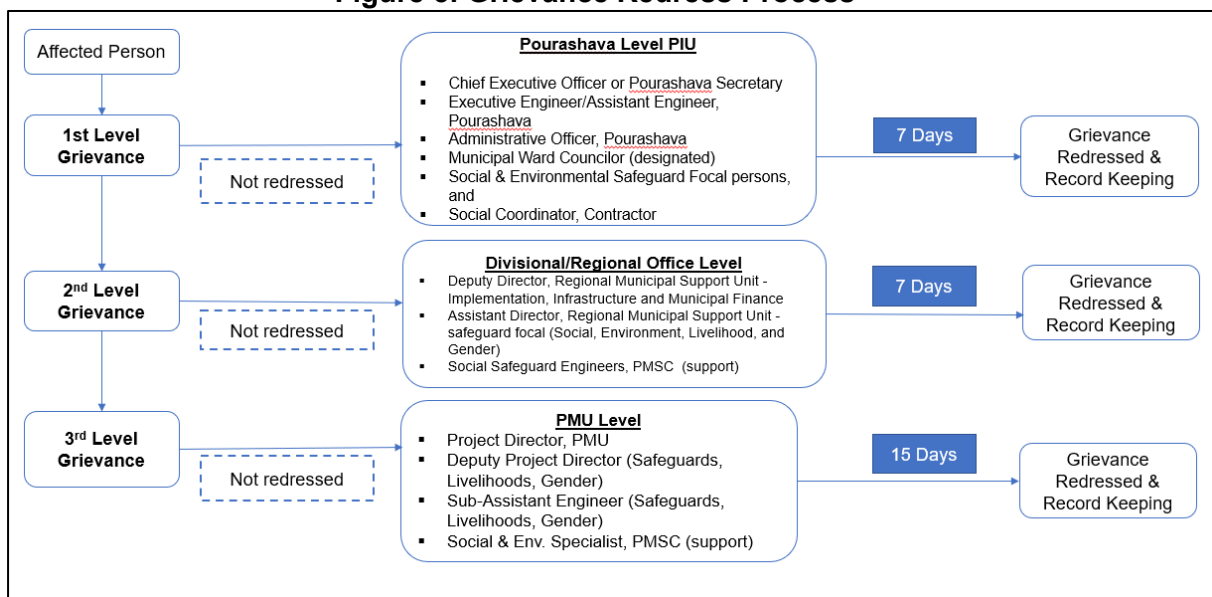 Figure 6. Grievance Redress Process
Affected Person
1st Level
Grievance
Not redressed
Pourashava Level PIU
▪ Chief Executive Officer or Pourashava Secretary
▪ Executive Engineer/Assistant Engineer,
Pourashava
▪ Administrative Officer, Pourashava
▪ Municipal Ward Councilor (designated)
▪ Social & Environmental Safeguard Focal persons,
and
▪ Social Coordinator, Contractor
7 Days
Grievance
Redressed &
Record Keeping
2nd Level
Grievance
Not redressed
Divisional/Regional Office Level
▪ Deputy Director, Regional Municipal Support Unit -
Implementation, Infrastructure and Municipal Finance
▪ Assistant Director, Regional Municipal Support Unit -
safeguard focal (Social, Environment, Livelihood, and
Gender)
▪ Social Safeguard Engineers, PMSC (support)
7 Days
Grievance
Redressed &
Record Keeping
3rd Level
Grievance
Not redressed
PMU Level
▪ Project Director, PMU
▪ Deputy Project Director (Safeguards,
Livelihoods, Gender)
▪ Sub-Assistant Engineer (Safeguards,
Livelihoods, Gender)
▪ Social & Env. Specialist, PMSC (support)
15 Days
Grievance
Redressed &
Record Keeping